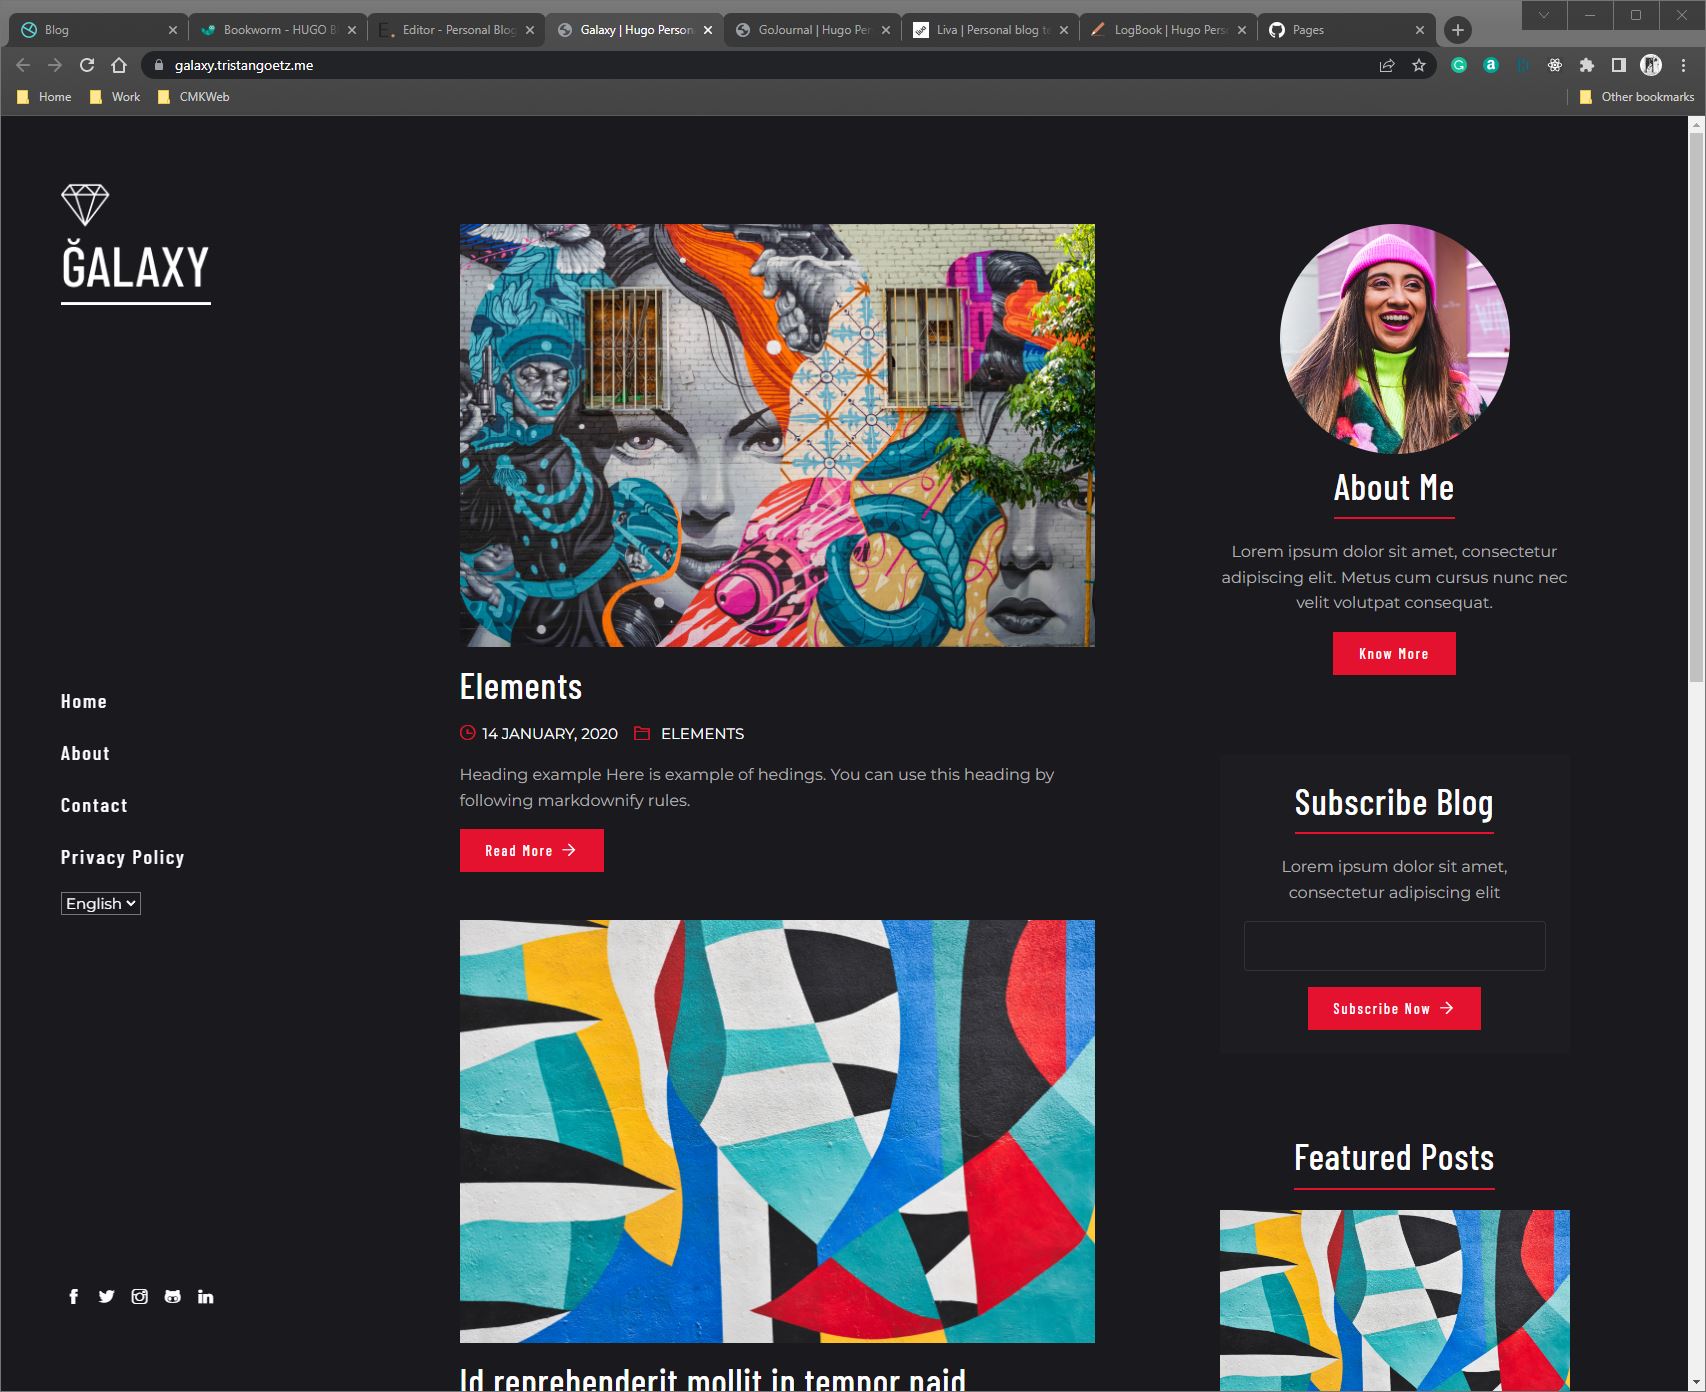 Blog
Bookworm - HUGO B
Editor - Personal Blog
Galaxy | Hugo Person
GoJournal | Hugo Per
Liva | Personal blog te
LogBook | Hugo Perso
Pages
galaxy.tristangoetz.me
Home
Work
CMKWeb
Other bookmarks
ĞALAXY
Home
About
Contact
Privacy Policy
English
Elements
14 JANUARY, 2020 ELEMENTS
Heading example Here is example of hedings. You can use this heading by
following markdownify rules.
Read More
Id reprehenderit mollit in tempor naid
About Me
Lorem ipsum dolor sit amet, consectetur
adipiscing elit. Metus cum cursus nunc nec
velit volutpat consequat.
Know More
Subscribe Blog
Lorem ipsum dolor sit amet,
consectetur adipiscing elit
Subscribe Now
Featured Posts